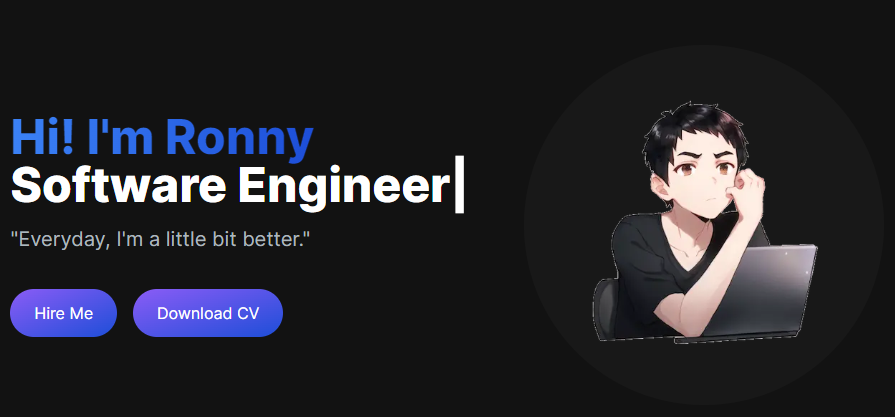 Hi! I'm Ronny
Software Engineer|
"Everyday, I'm a little bit better."
Hire Me
Download CV